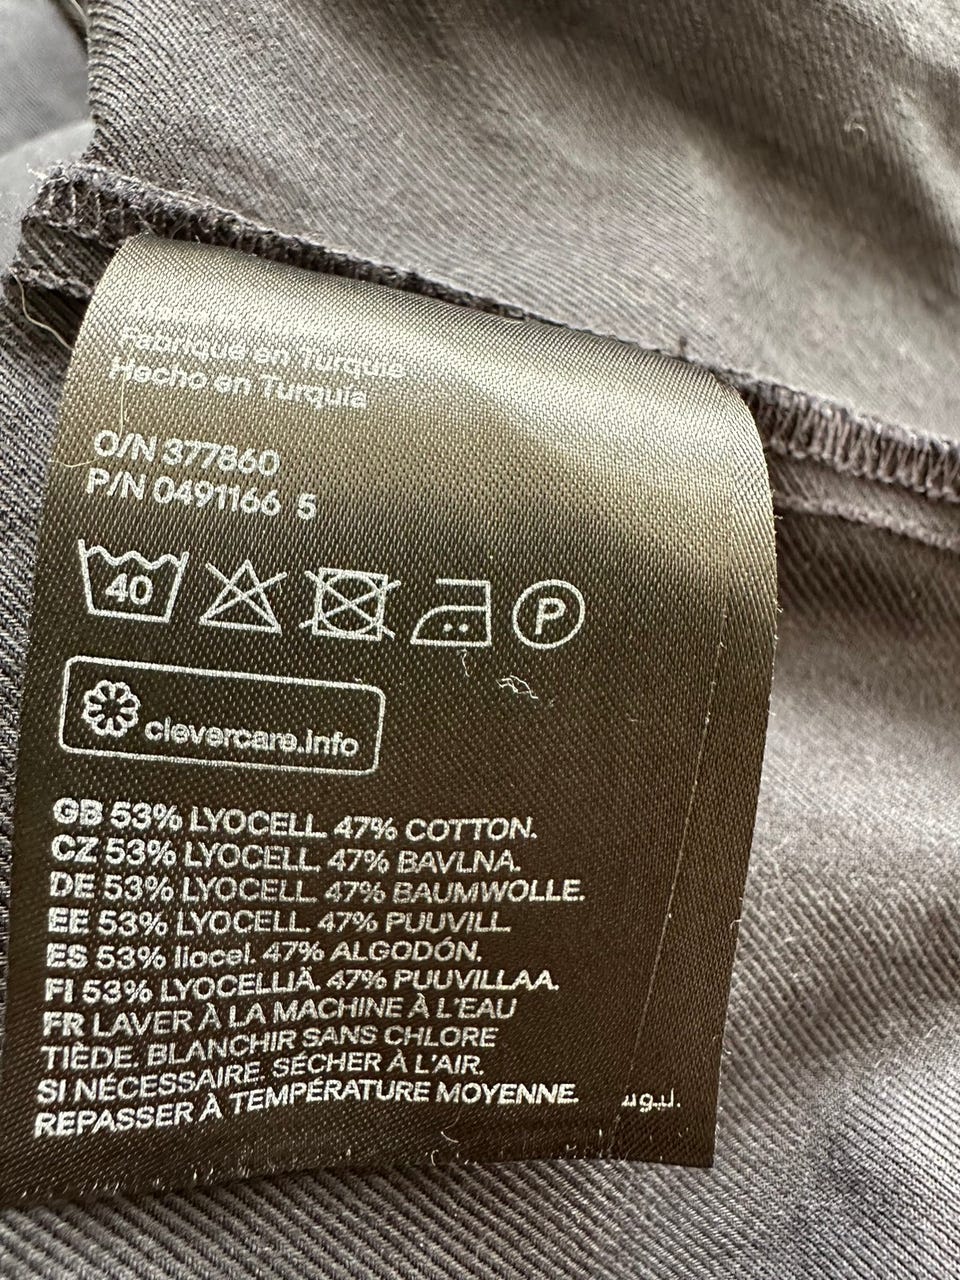 Fabriqué en Turquie
Hecho en Turquía
O/N 377860
P/N 0491166 5
40
P
clevercare.info
GB 53% LYOCELL. 47% COTTON.
CZ 53% LYOCELL. 47% BAVLNA.
DE 53% LYOCELL. 47% BAUMWOLLE.
EE 53% LYOCELL. 47% PUUVILL.
ES 53% liocel. 47% ALGODÓN.
FI 53% LYOCELLIÄ. 47% PUUVILLAA.
FR LAVER À LA MACHINE À L'EAU
TIÈDE. BLANCHIR SANS CHLORE
SI NÉCESSAIRE. SÉCHER À L'AIR.
REPASSER À TEMPÉRATURE MOYENNE.